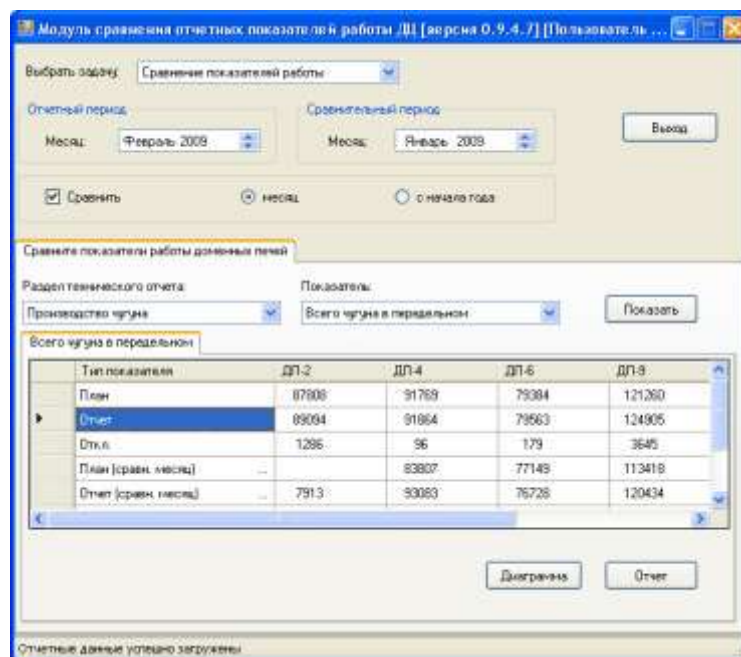 Модуль сравнения отчетных показателей работы ДЦ [версия 0.9.4.7] [Пользователь ...
Выбрать задачу: Сравнение показателей работы
Отчетный период Сравнительный период
Месяц: Февраль 2009 Месяц: Январь 2009 Выход
Сравнить месяц с начала года
Сравните показатели работы доменных печей
Раздел технического отчета: Показатель:
Производство чугуна Всего чугуна в передельном Показать
Всего чугуна в передельном
Тип показателя ДП-2 ДП-4 ДП-6 ДП-9
План 87808 91769 79384 121260
Отчет 89094 91864 79563 124905
Откл. 1286 96 179 3645
План (сравн. месяц) ... 83807 77149 113418
Отчет (сравн. месяц) ... 7913 93083 76728 120434
Диаграмма Отчет
Отчетные данные успешно загружены